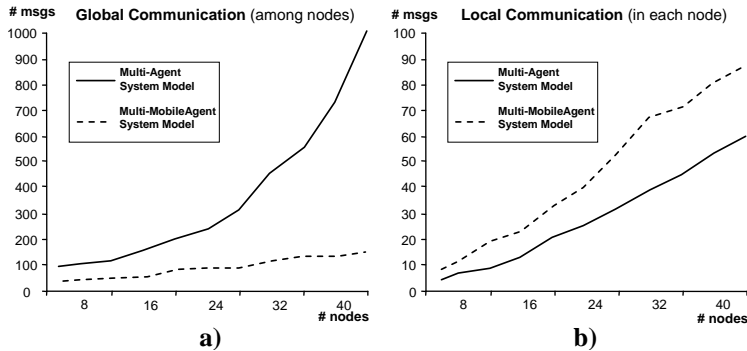 # msgs Global Communication (among nodes)
1000
900
800
700
600
500
400
300
200
100
0
Multi-Agent
System Model
Multi-MobileAgent
System Model
8 16 24 32 40
# nodes
a)
# msgs Local Communication (in each node)
100
90
80
70
60
50
40
30
20
10
0
Multi-Agent
System Model
Multi-MobileAgent
System Model
8 16 24 32 40
# nodes
b)